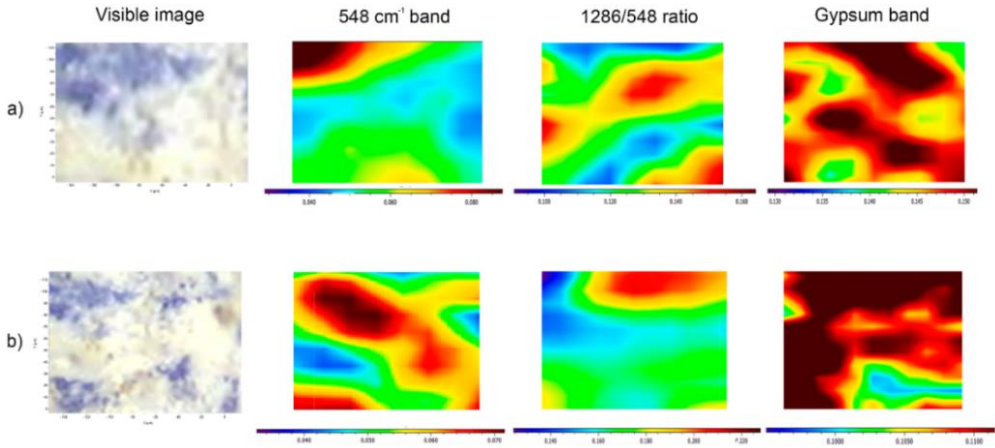 Visible image 548 cm⁻¹ band 1286/548 ratio Gypsum band
a)
0.040 0.060 0.080
0.100 0.120 0.140 0.160
0.130 0.135 0.140 0.145 0.150
b)
0.040 0.050 0.060 0.070
0.140 0.160 0.180 0.200 0.220
0.1000 0.1050 0.1100